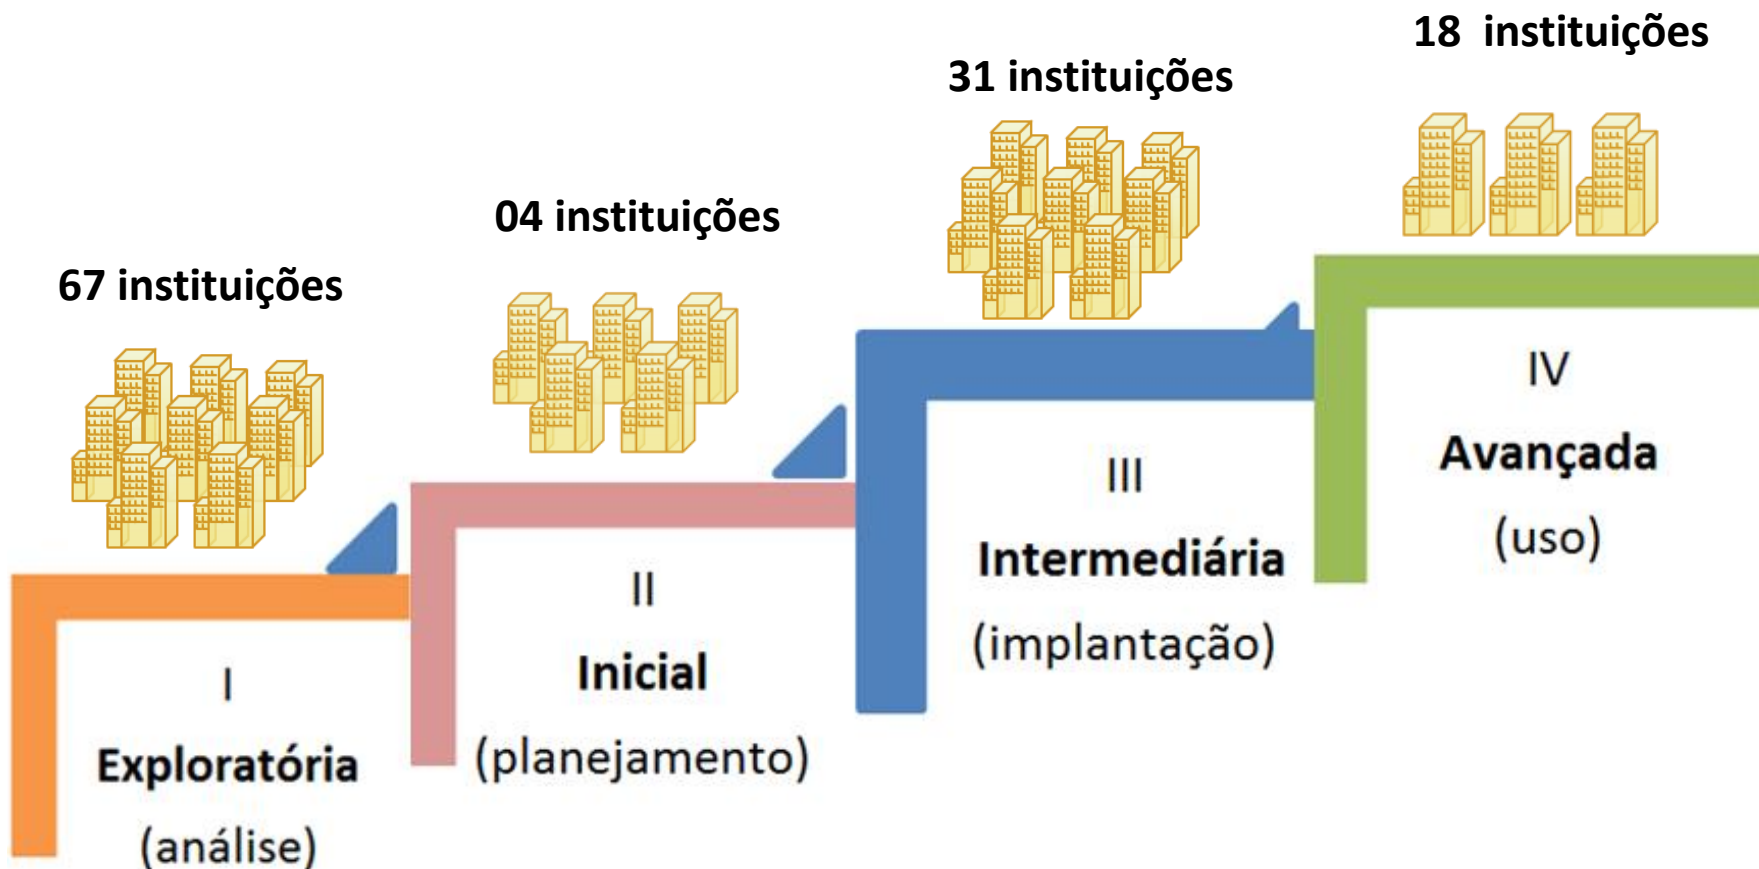 67 instituições
I
Exploratória
(análise)
04 instituições
II
Inicial
(planejamento)
31 instituições
III
Intermediária
(implantação)
18  instituições
IV
Avançada
(uso)